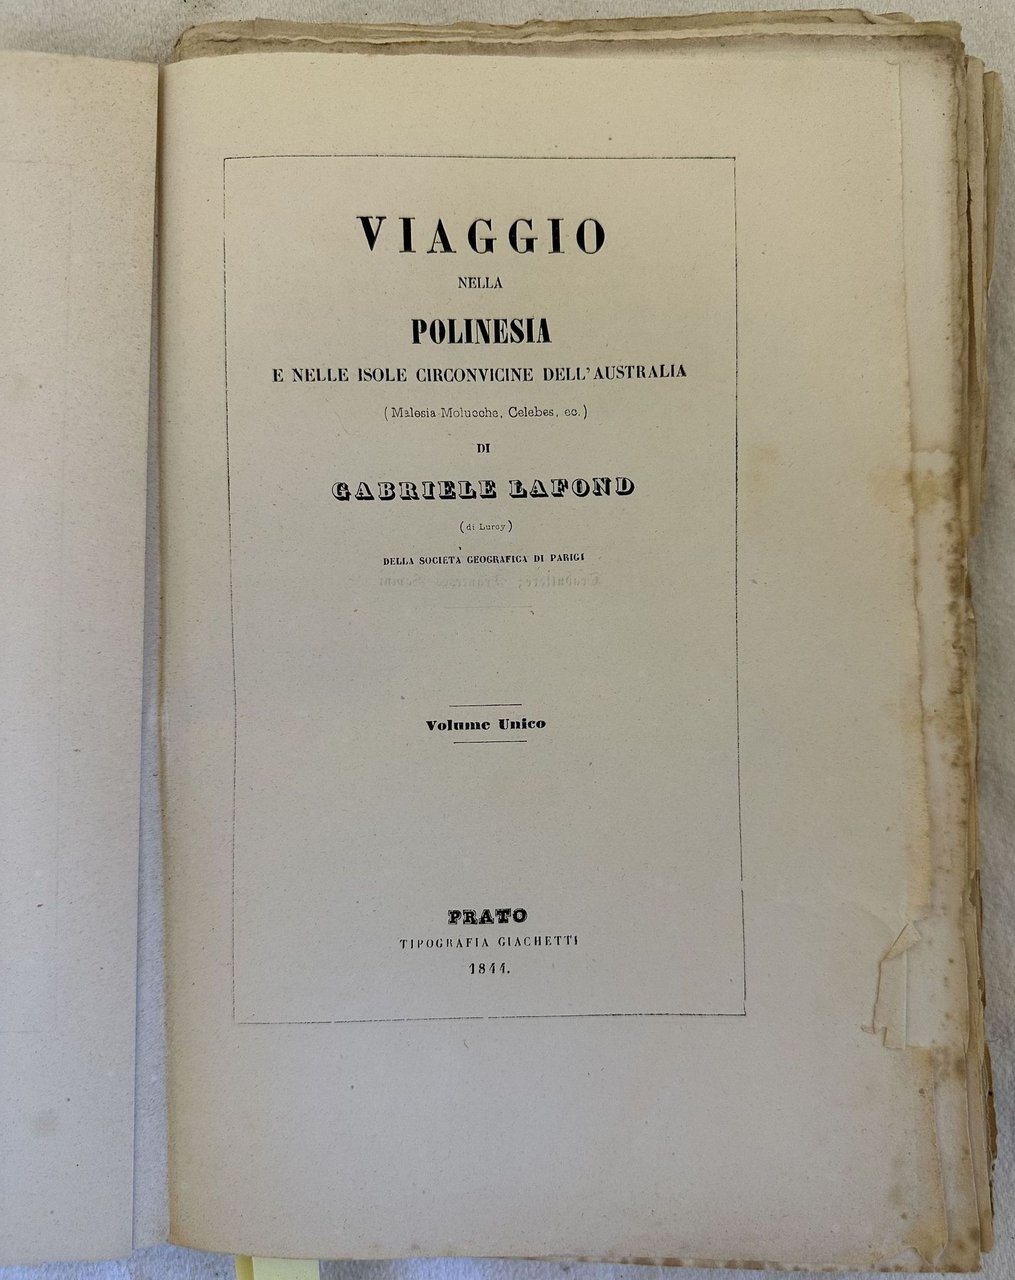 VIAGGIO
NELLA
POLINESIA
E NELLE ISOLE CIRCONVICINE DELL'AUSTRALIA
(Malesia Molucche, Celebes, ec.)
DI
GABRIELE LAFOND
(di Lurcy)
DELLA SOCIETÀ GEOGRAFICA DI PARIGI
Volume Unico
PRATO
TIPOGRAFIA GIACHETTI
1844.